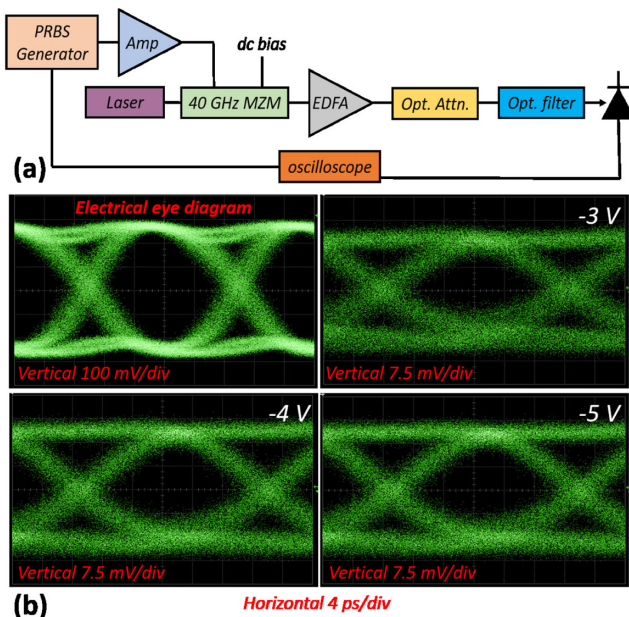 PRBS
Generator
Amp
dc bias
Laser
40 GHz MZM
EDFA
Opt. Attn.
Opt. filter
oscilloscope
(a)
Electrical eye diagram
-3 V
Vertical 100 mV/div
Vertical 7.5 mV/div
-4 V
-5 V
Vertical 7.5 mV/div
Vertical 7.5 mV/div
(b)
Horizontal 4 ps/div